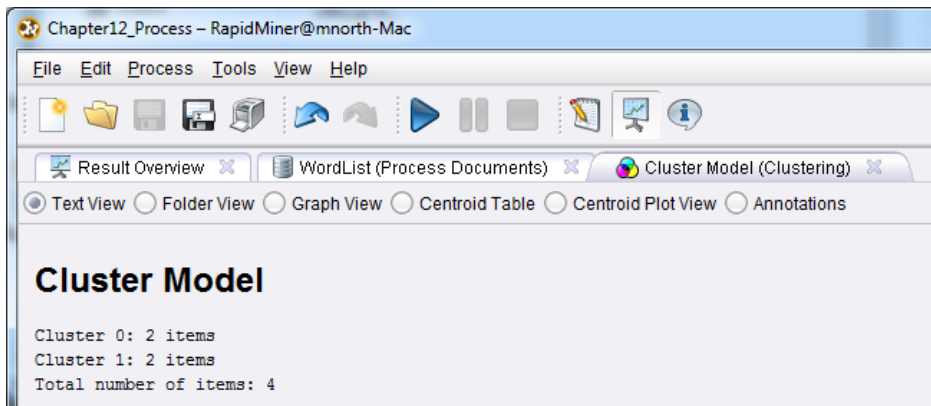 Chapter12_Process – RapidMiner@mnorth-Mac
File Edit Process Tools View Help
Result Overview WordList (Process Documents) Cluster Model (Clustering)
Text View Folder View Graph View Centroid Table Centroid Plot View Annotations
Cluster Model
Cluster 0: 2 items
Cluster 1: 2 items
Total number of items: 4